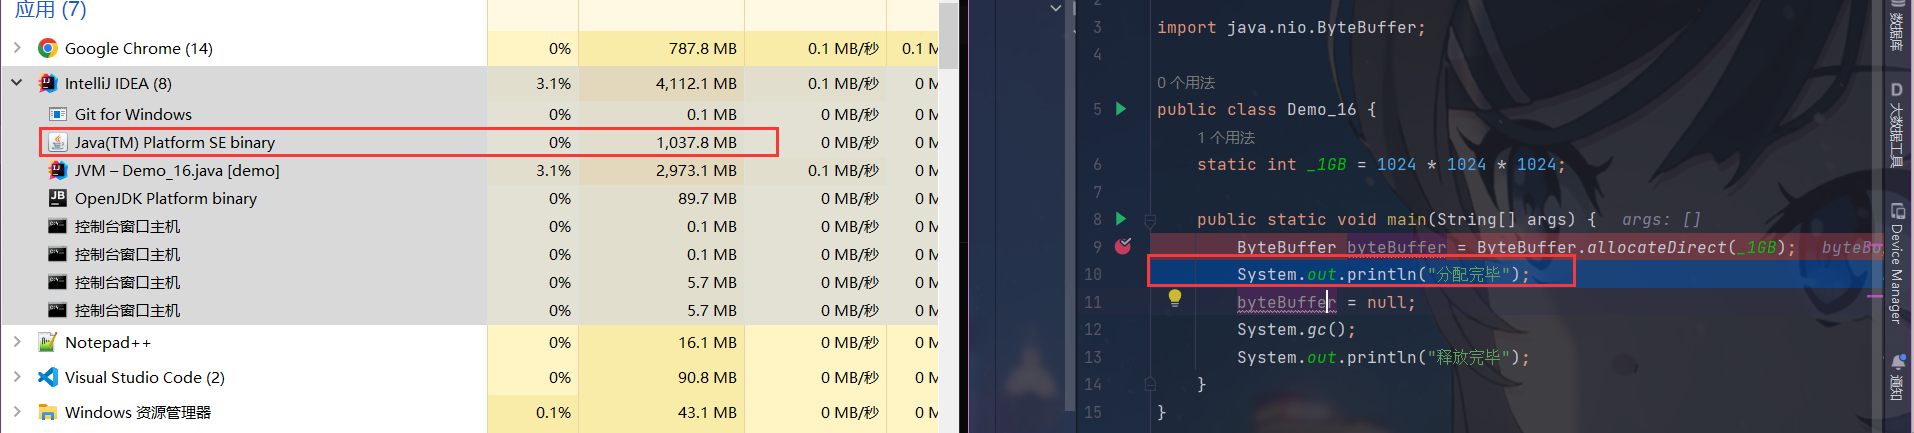 应用 (7)
Google Chrome (14) 0% 787.8 MB 0.1 MB/秒 0.1 M
IntelliJ IDEA (8) 3.1% 4,112.1 MB 0.1 MB/秒 0 M
Git for Windows 0% 0.1 MB 0 MB/秒 0 M
Java(TM) Platform SE binary 0% 1,037.8 MB 0 MB/秒 0 M
JVM – Demo_16.java [demo] 3.1% 2,973.1 MB 0.1 MB/秒 0 M
OpenJDK Platform binary 0% 89.7 MB 0 MB/秒 0 M
控制台窗口主机 0% 0.1 MB 0 MB/秒 0 M
控制台窗口主机 0% 0.1 MB 0 MB/秒 0 M
控制台窗口主机 0% 5.7 MB 0 MB/秒 0 M
控制台窗口主机 0% 5.7 MB 0 MB/秒 0 M
Notepad++ 0% 16.1 MB 0 MB/秒 0 M
Visual Studio Code (2) 0% 90.8 MB 0 MB/秒 0 M
Windows 资源管理器 0.1% 43.1 MB 0 MB/秒 0 M
2
3 import java.nio.ByteBuffer;
4
0 个用法
5 public class Demo_16 {
1 个用法
6 static int _1GB = 1024 * 1024 * 1024;
7
8 public static void main(String[] args) { args: []
9 ByteBuffer byteBuffer = ByteBuffer.allocateDirect(_1GB); byteBu
10 System.out.println("分配完毕");
11 byteBuffer = null;
12 System.gc();
13 System.out.println("释放完毕");
14 }
15 }
数据库
D 大数据工具
Device Manager
通知